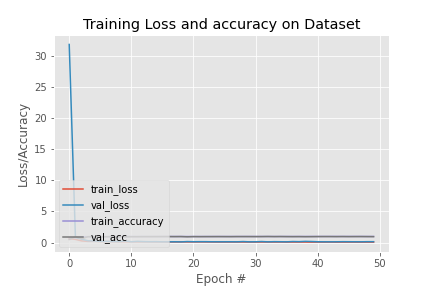 Training Loss and accuracy on Dataset
Loss/Accuracy
30
25
20
15
10
5
0
train_loss
val_loss
train_accuracy
val_acc
0 10 20 30 40 50
Epoch #